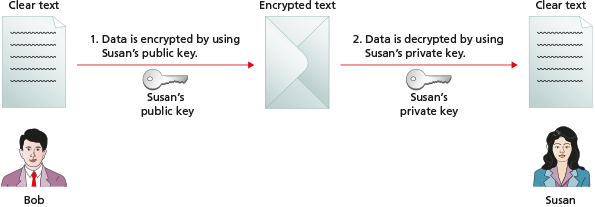 Clear text
Encrypted text
Clear text
1. Data is encrypted by using
Susan's public key.
2. Data is decrypted by using
Susan's private key.
Susan's
public key
Susan's
private key
Bob
Susan